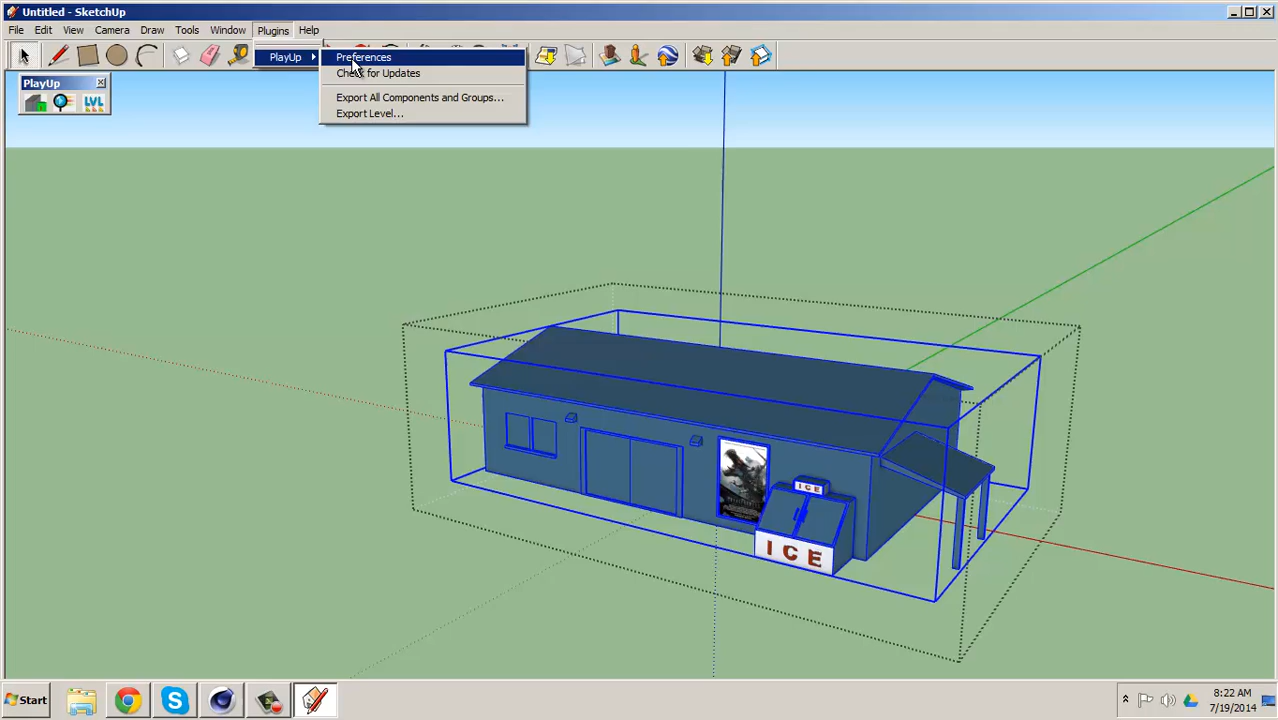 Untitled - SketchUp
File Edit View Camera Draw Tools Window Plugins Help
PlayUp
Preferences
Check for Updates
Export All Components and Groups...
Export Level...
PlayUp
LVL
ICE
ICE
Start
8:22 AM
7/19/2014